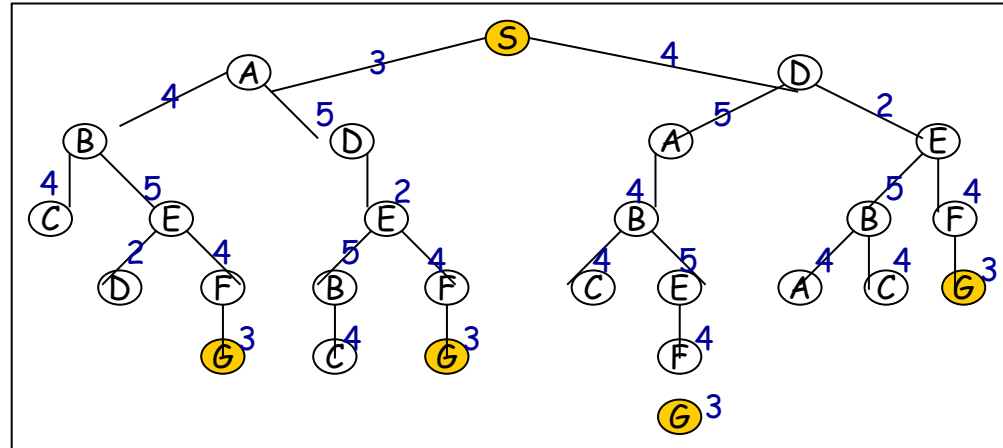 S
3 4
A D
4 5 5 2
B D A E
4 5 2 4 5 4
C E E B B F
2 4 5 4 4 5 4 4 3
D F B F C E A C G
3 4 3 4
G C G F
G 3